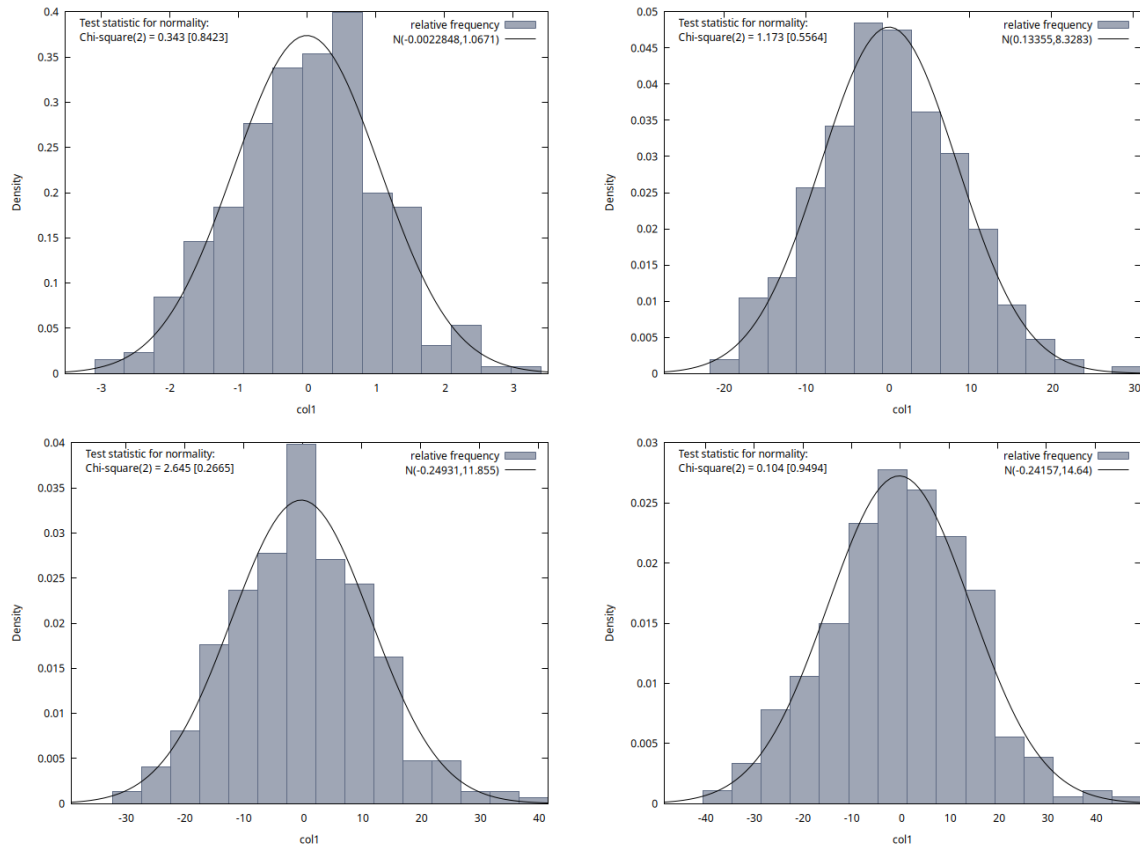 Test statistic for normality:
Chi-square(2) = 0.343 [0.8423]
relative frequency
N(-0.0022848,1.0671)
0.4
0.35
0.3
0.25
0.2
0.15
0.1
0.05
0
Density
-3 -2 -1 0 1 2 3
col1
Test statistic for normality:
Chi-square(2) = 1.173 [0.5564]
relative frequency
N(0.13355,8.3283)
0.05
0.045
0.04
0.035
0.03
0.025
0.02
0.015
0.01
0.005
0
Density
-20 -10 0 10 20 30
col1
Test statistic for normality:
Chi-square(2) = 2.645 [0.2665]
relative frequency
N(-0.24931,11.855)
0.04
0.035
0.03
0.025
0.02
0.015
0.01
0.005
0
Density
-30 -20 -10 0 10 20 30 40
col1
Test statistic for normality:
Chi-square(2) = 0.104 [0.9494]
relative frequency
N(-0.24157,14.64)
0.03
0.025
0.02
0.015
0.01
0.005
0
Density
-40 -30 -20 -10 0 10 20 30 40
col1